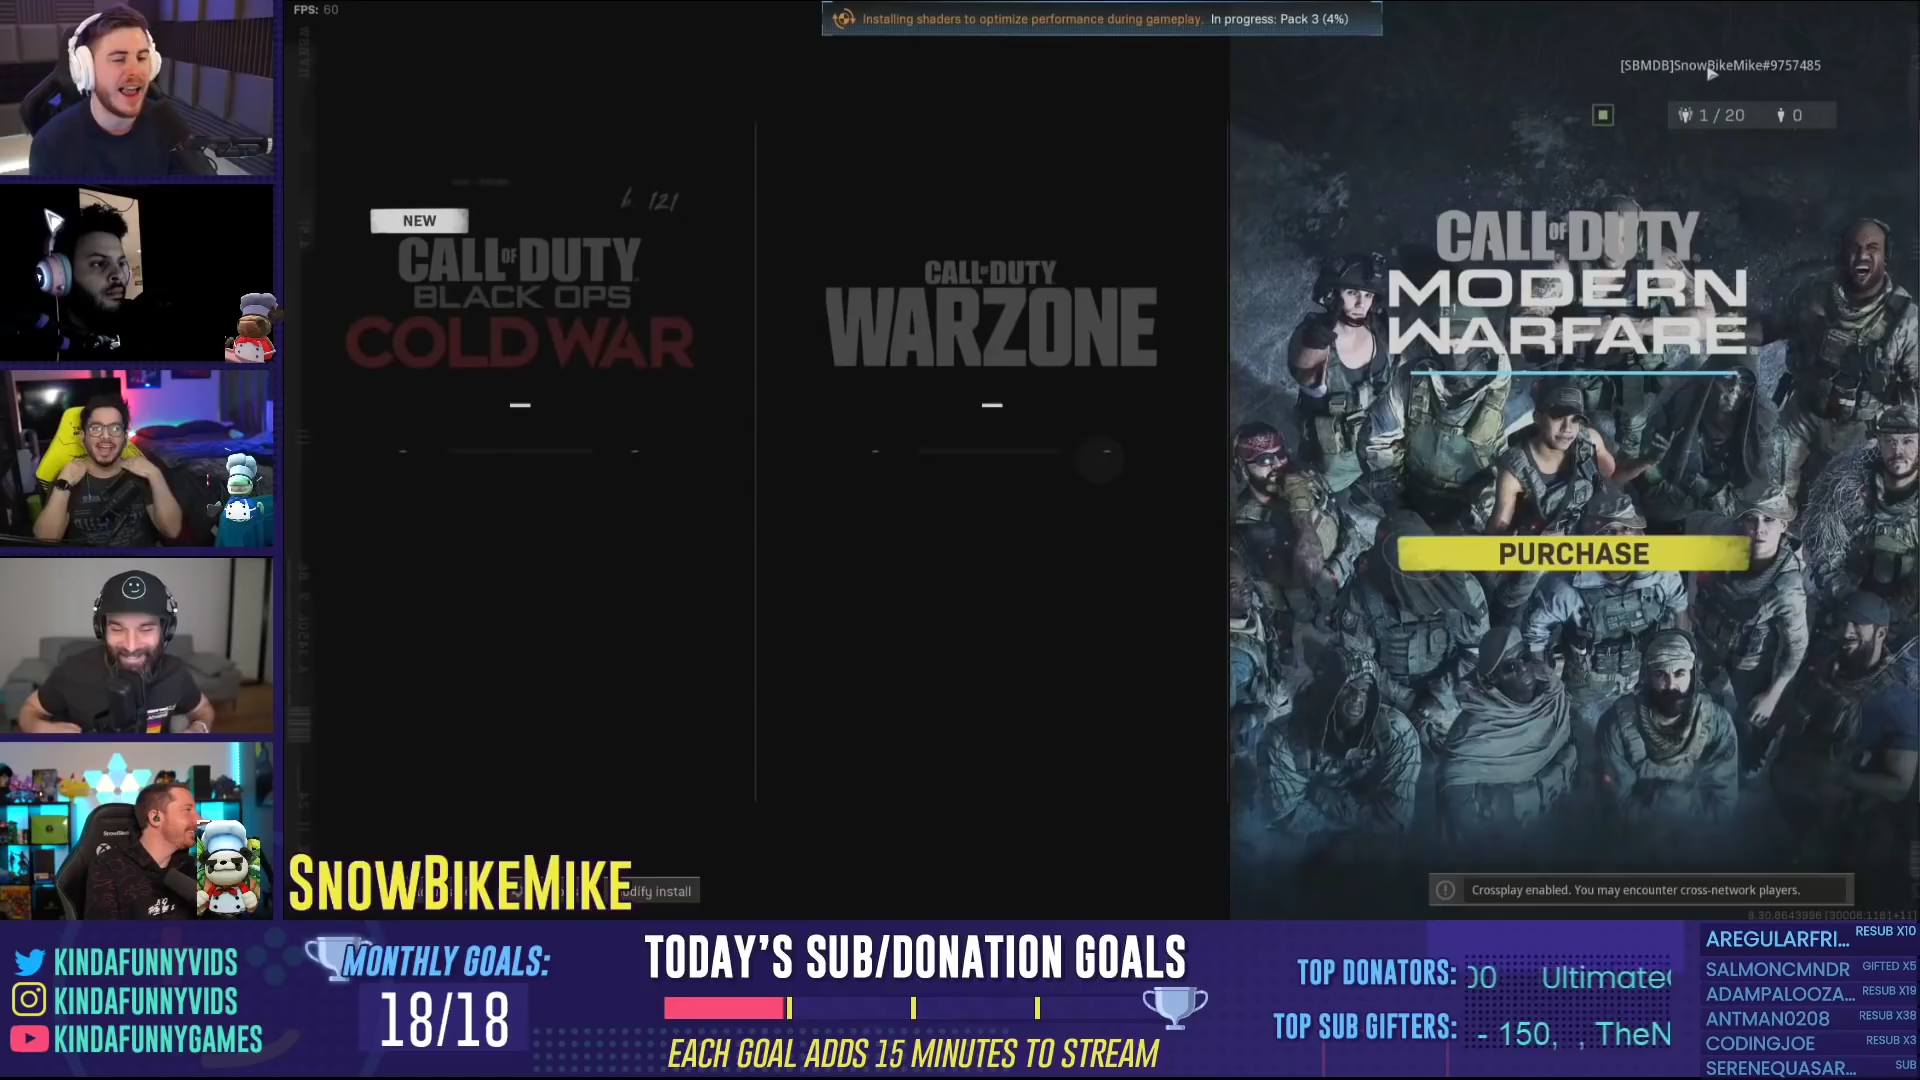 FPS: 60
Installing shaders to optimize performance during gameplay. In progress: Pack 3 (4%)
[SBMDB]SnowBikeMike#9757485
1 / 20 0
NEW
CALL OF DUTY
BLACK OPS
COLD WAR
CALL OF DUTY
WARZONE
CALL OF DUTY
MODERN
WARFARE
PURCHASE
SNOWBIKEMIKE
install
Crossplay enabled. You may encounter cross-network players.
KINDAFUNNYVIDS
KINDAFUNNYVIDS
KINDAFUNNYGAMES
MONTHLY GOALS:
18/18
TODAY'S SUB/DONATION GOALS
EACH GOAL ADDS 15 MINUTES TO STREAM
TOP DONATORS:
TOP SUB GIFTERS: - 150, , TheN
AREGULARFRI... RESUB X10
SALMONCMNDR GIFTED X5
ADAMPALOOZA... RESUB X19
ANTMAN0208 RESUB X38
CODINGJOE RESUB X3
SERENEQUASAR... SUB